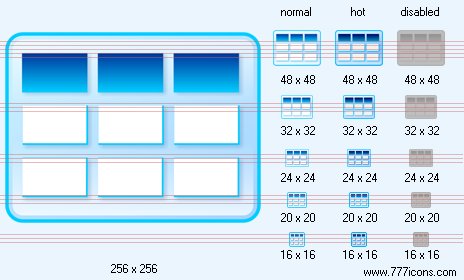 normal hot disabled
48 x 48 48 x 48 48 x 48
32 x 32 32 x 32 32 x 32
24 x 24 24 x 24 24 x 24
20 x 20 20 x 20 20 x 20
16 x 16 16 x 16 16 x 16
256 x 256
www.777icons.com